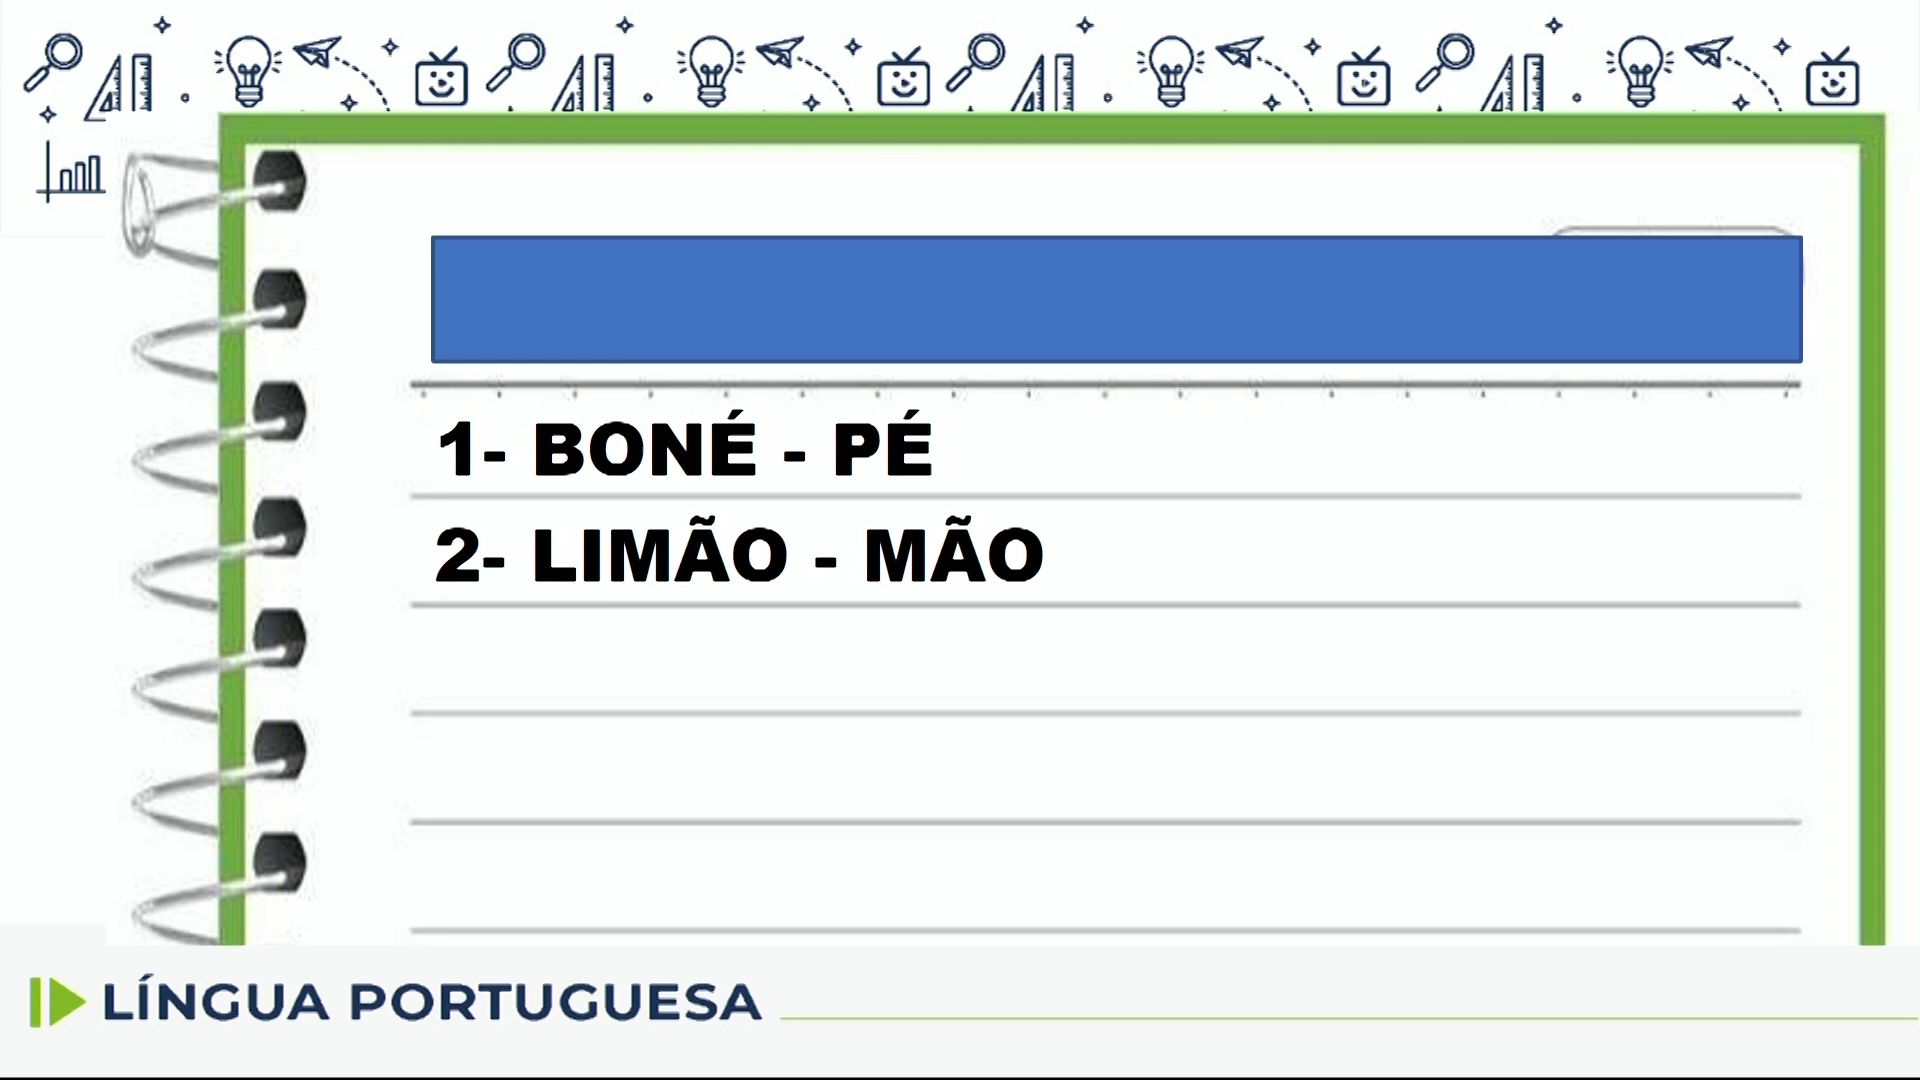 1- BONÉ - PÉ
2- LIMÃO - MÃO
LÍNGUA PORTUGUESA